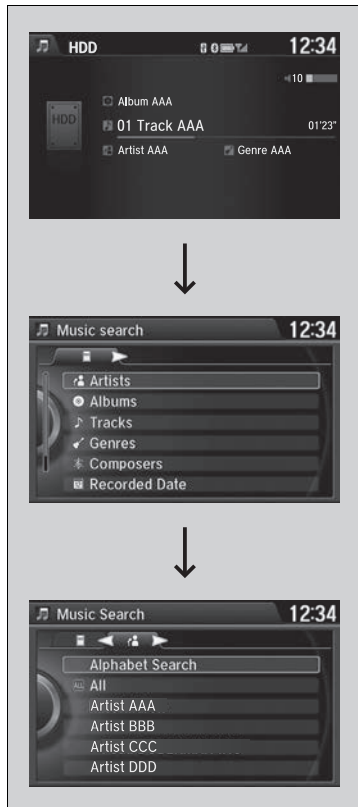 HDD 12:34
10
Album AAA
HDD
01 Track AAA 01'23"
Artist AAA Genre AAA
Music search 12:34
Artists
Albums
Tracks
Genres
Composers
Recorded Date
Music Search 12:34
Alphabet Search
ALL All
Artist AAA
Artist BBB
Artist CCC
Artist DDD